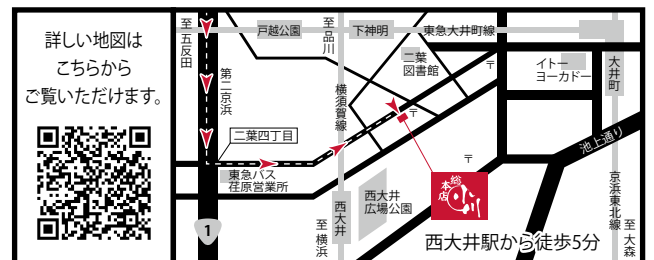 詳しい地図は
こちらから
ご覧いただけます。
至五反田
戸越公園
至品川
下神明
東急大井町線
第二京浜
二葉
図書館
〒
イトー
ヨーカドー
大井町
横須賀線
〒
二葉四丁目
池上通り
〒
東急バス
荏原営業所
西大井
広場公園
総本店
小川
京浜東北線
1
西大井
至横浜
西大井駅から徒歩5分
至大森